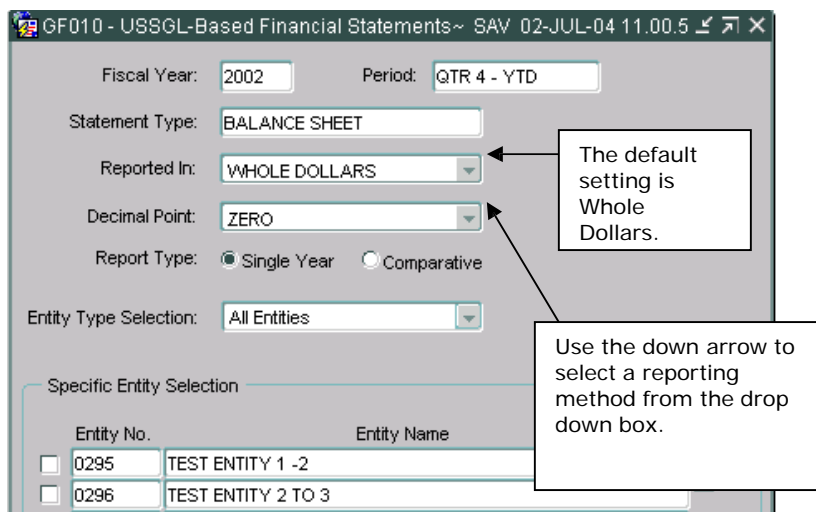 GF010 - USSGL-Based Financial Statements~ SAV 02-JUL-04 11.00.5
Fiscal Year: 2002 Period: QTR 4 - YTD
Statement Type: BALANCE SHEET
Reported In: WHOLE DOLLARS
Decimal Point: ZERO
Report Type: Single Year Comparative
Entity Type Selection: All Entities
The default
setting is
Whole
Dollars.
Use the down arrow to
select a reporting
method from the drop
down box.
Specific Entity Selection
Entity No. Entity Name
0295 TEST ENTITY 1 -2
0296 TEST ENTITY 2 TO 3